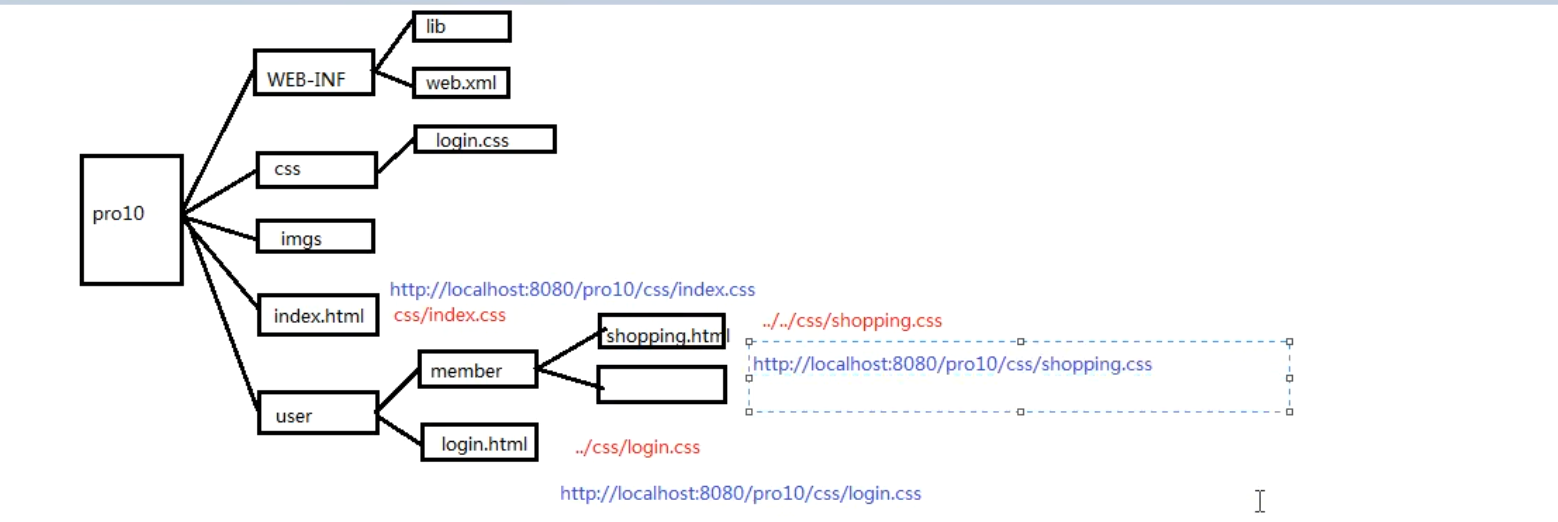 lib
WEB-INF
web.xml
login.css
css
pro10
imgs
http://localhost:8080/pro10/css/index.css
index.html
css/index.css
shopping.html
../../css/shopping.css
http://localhost:8080/pro10/css/shopping.css
member
user
login.html
../css/login.css
http://localhost:8080/pro10/css/login.css